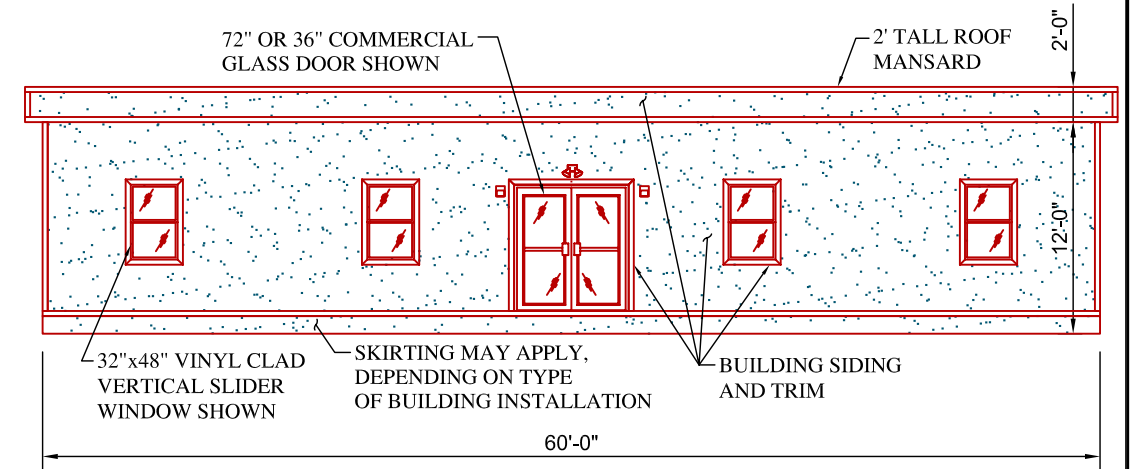 72" OR 36" COMMERCIAL
GLASS DOOR SHOWN
2' TALL ROOF
MANSARD
2'-0"
12'-0"
32"x48" VINYL CLAD
VERTICAL SLIDER
WINDOW SHOWN
SKIRTING MAY APPLY,
DEPENDING ON TYPE
OF BUILDING INSTALLATION
BUILDING SIDING
AND TRIM
60'-0"